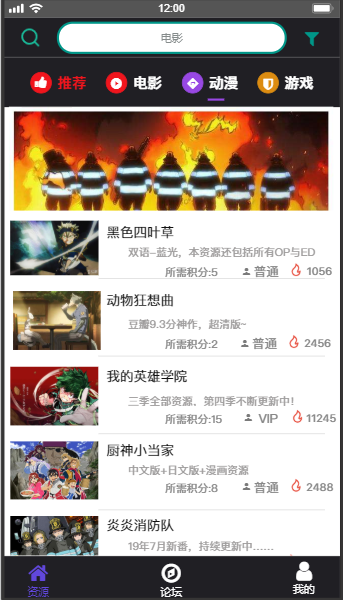 12:00
电影
推荐 电影 动漫 游戏
黑色四叶草
双语-蓝光，本资源还包括所有OP与ED
所需积分:5 普通 1056
动物狂想曲
豆瓣9.3分神作，超清版~
所需积分:2 普通 2456
我的英雄学院
三季全部资源，第四季不断更新中！
所需积分:15 VIP 11245
厨神小当家
中文版+日文版+漫画资源
所需积分:8 普通 2488
炎炎消防队
19年7月新番，持续更新中……
资源 论坛 我的